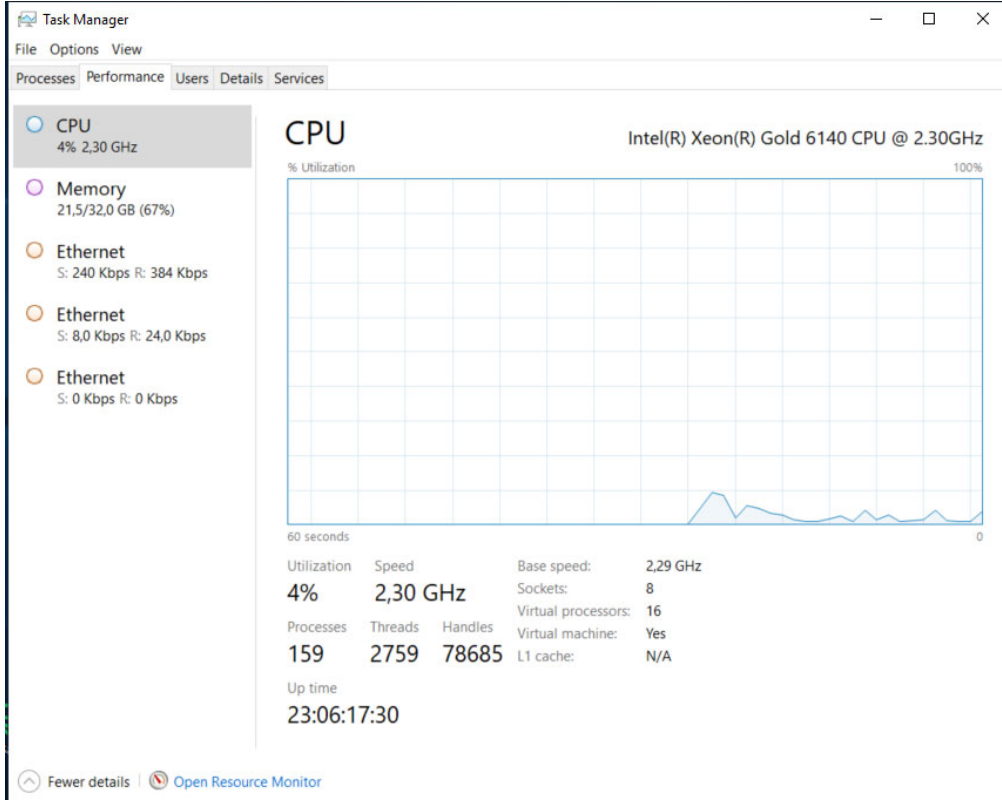 Task Manager
File Options View
Processes Performance Users Details Services
CPU
4% 2,30 GHz
Memory
21,5/32,0 GB (67%)
Ethernet
S: 240 Kbps R: 384 Kbps
Ethernet
S: 8,0 Kbps R: 24,0 Kbps
Ethernet
S: 0 Kbps R: 0 Kbps
CPU Intel(R) Xeon(R) Gold 6140 CPU @ 2.30GHz
% Utilization 100%
60 seconds 0
Utilization Speed
4% 2,30 GHz
Processes Threads Handles
159 2759 78685
Up time
23:06:17:30
Base speed: 2,29 GHz
Sockets: 8
Virtual processors: 16
Virtual machine: Yes
L1 cache: N/A
Fewer details Open Resource Monitor